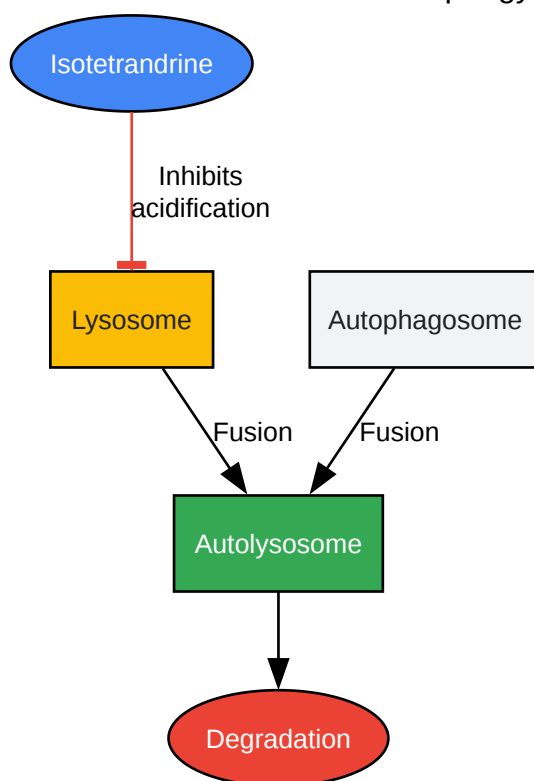 Isotetrandrine
Inhibits
acidification
Lysosome
Autophagosome
Fusion
Fusion
Autolysosome
Degradation